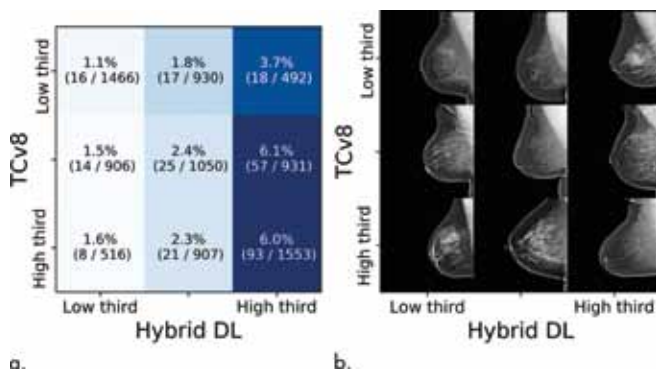 TCv8
Low third
High third
1.1%
(16 / 1466)
1.8%
(17 / 930)
3.7%
(18 / 492)
1.5%
(14 / 906)
2.4%
(25 / 1050)
6.1%
(57 / 931)
1.6%
(8 / 516)
2.3%
(21 / 907)
6.0%
(93 / 1553)
Low third
High third
Hybrid DL
a.
TCv8
Low third
High third
Low third
High third
Hybrid DL
b.